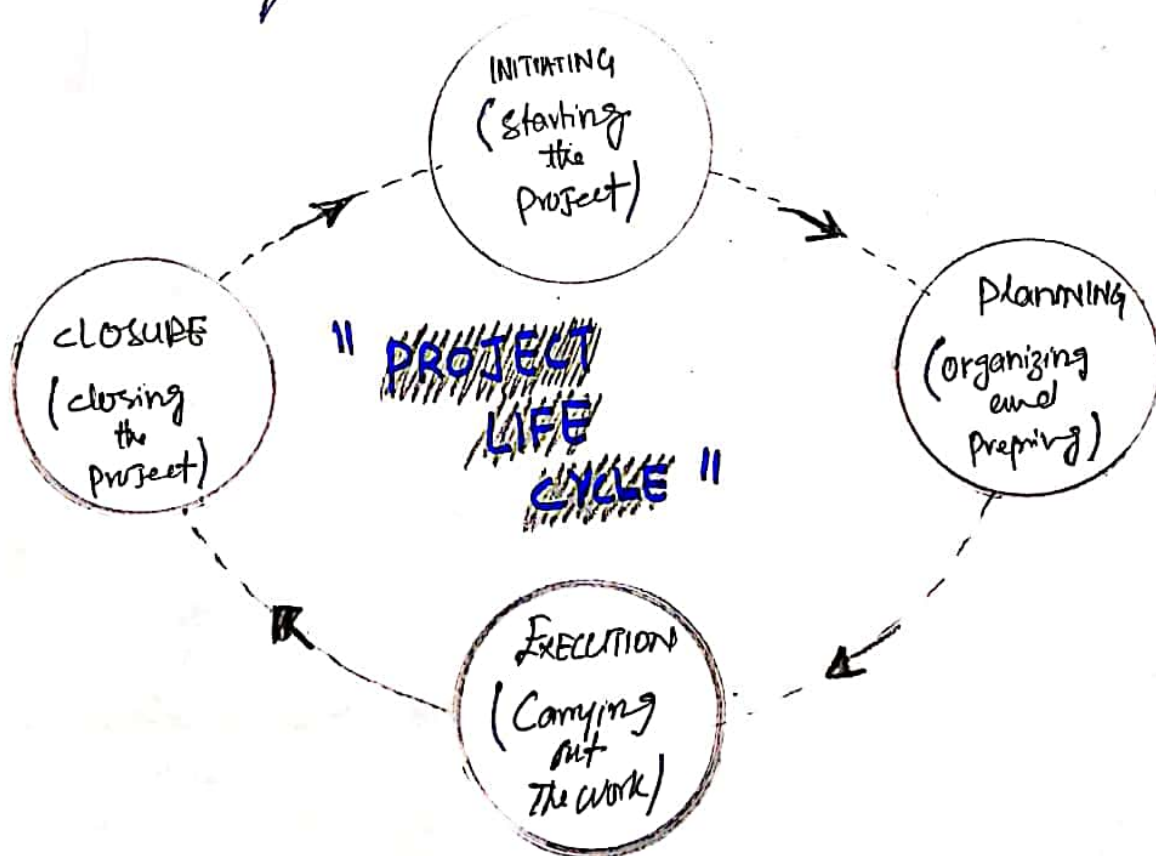 INITIATING
(starting
the
project)
PlanNING
(organizing
and
prepring)
" PROJECT
LIFE
CYCLE "
CLOSURE
(closing
the
project)
EXECUTION
(Carrying
out
The work)